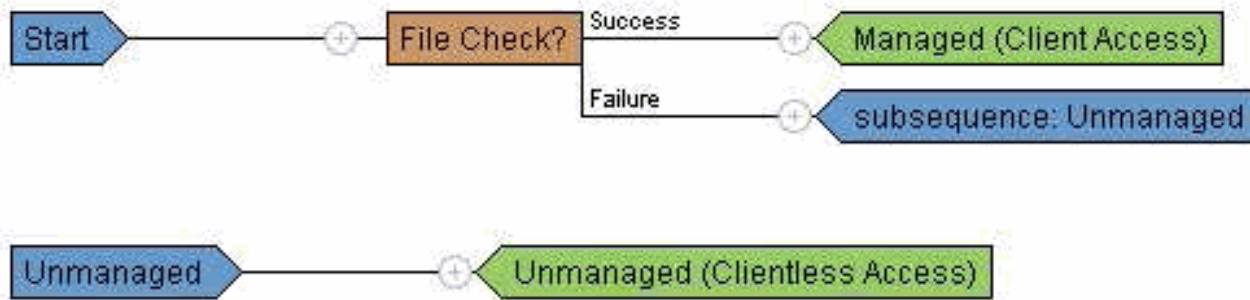 Start
File Check?
Success
Managed (Client Access)
Failure
subsequence: Unmanaged
Unmanaged
Unmanaged (Clientless Access)